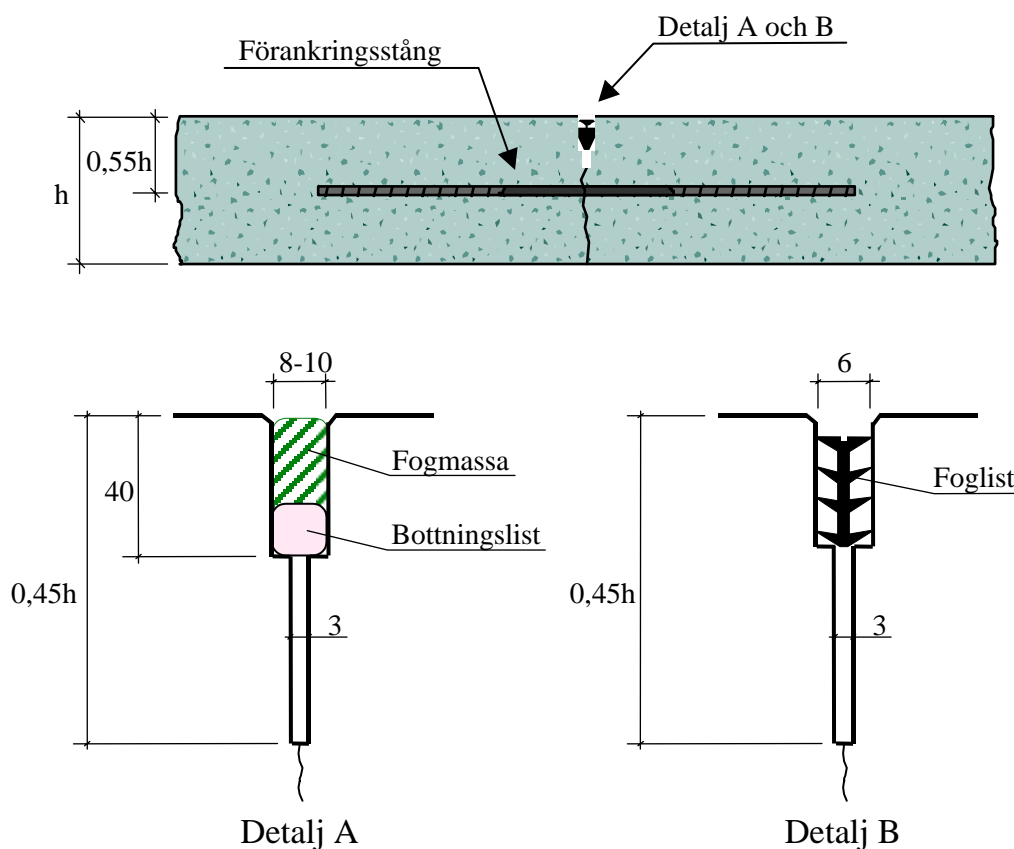 Detalj A och B
Förankringsstång
0,55h
h
8-10
6
Fogmassa
Foglist
40
Bottningslist
0,45h
0,45h
3
3
Detalj A
Detalj B